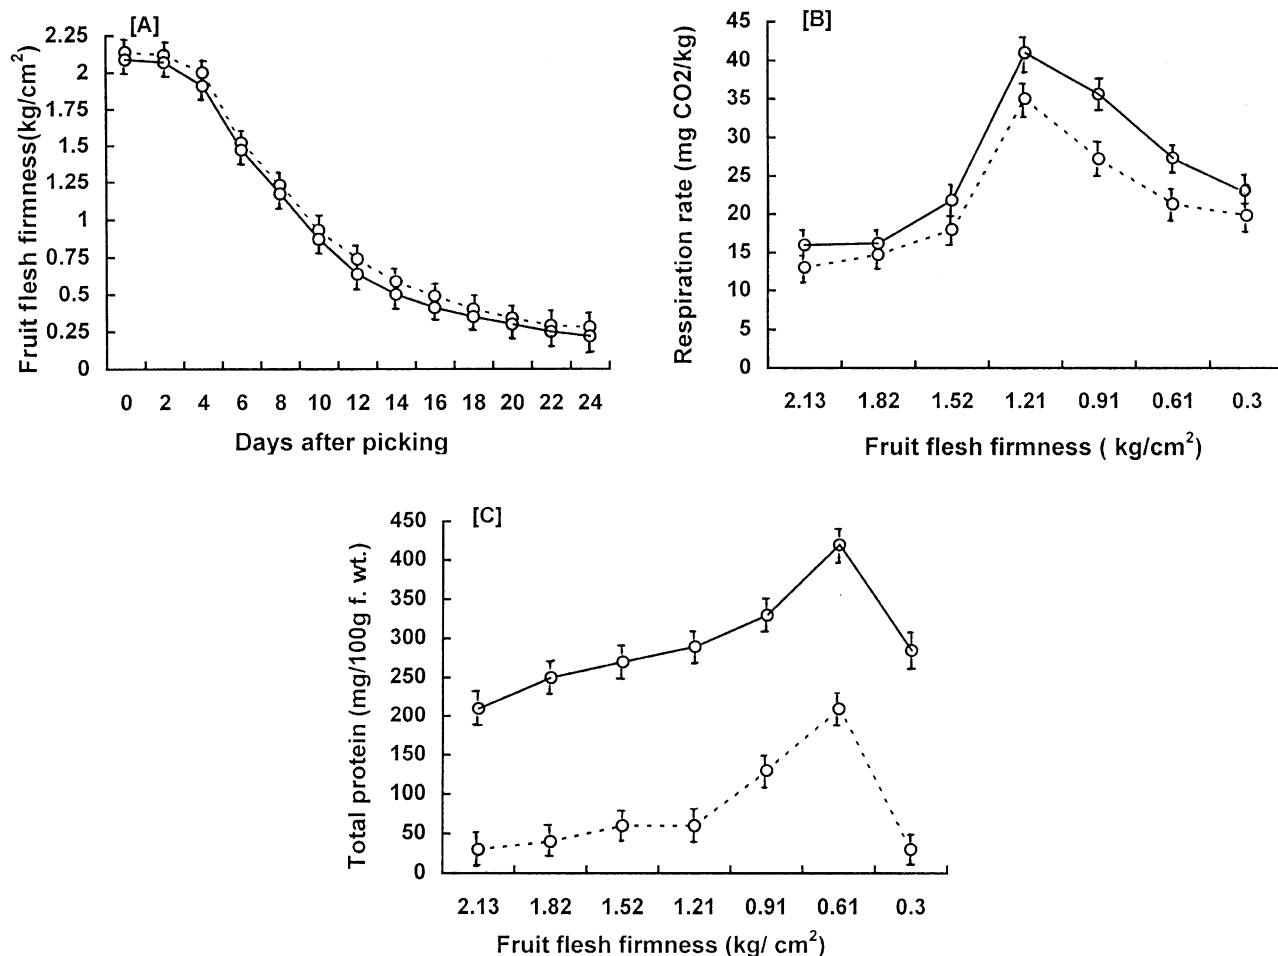 [A]
Fruit flesh firmness(kg/cm²)
2.25
2
1.75
1.5
1.25
1
0.75
0.5
0.25
0
0 2 4 6 8 10 12 14 16 18 20 22 24
Days after picking
[B]
Respiration rate (mg CO2/kg)
45
40
35
30
25
20
15
10
5
0
2.13 1.82 1.52 1.21 0.91 0.61 0.3
Fruit flesh firmness ( kg/cm²)
[C]
Total protein (mg/100g f. wt.)
450
400
350
300
250
200
150
100
50
0
2.13 1.82 1.52 1.21 0.91 0.61 0.3
Fruit flesh firmness (kg/ cm²)